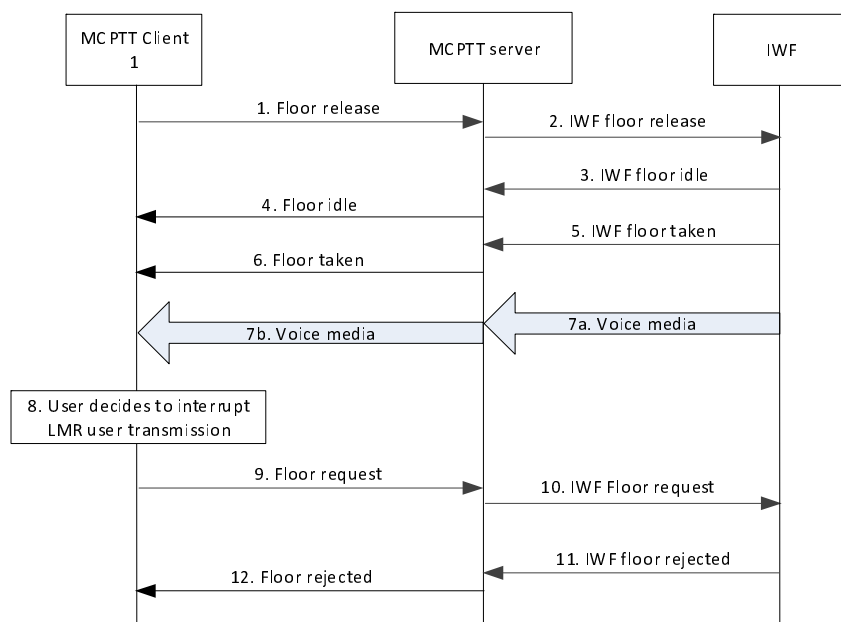 MCPTT Client
1
MCPTT server
IWF
1. Floor release
2. IWF floor release
3. IWF floor idle
4. Floor idle
5. IWF floor taken
6. Floor taken
7a. Voice media
7b. Voice media
8. User decides to interrupt
LMR user transmission
9. Floor request
10. IWF Floor request
11. IWF floor rejected
12. Floor rejected